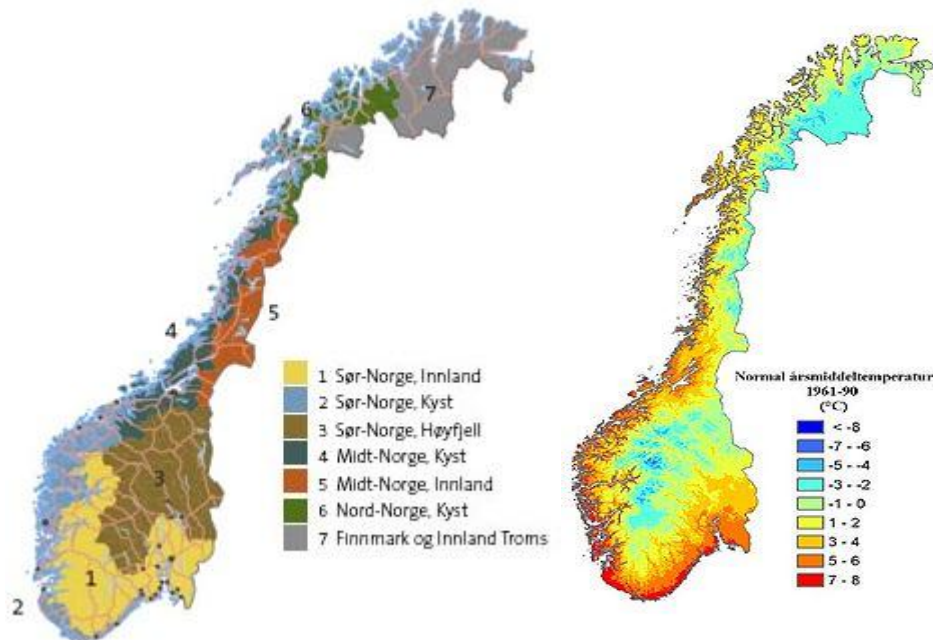 7
6
5
4
3
1
2
1 Sør-Norge, Innland
2 Sør-Norge, Kyst
3 Sør-Norge, Høyfjell
4 Midt-Norge, Kyst
5 Midt-Norge, Innland
6 Nord-Norge, Kyst
7 Finnmark og Innland Troms
Normal årsmiddeltemperatur
1961-90
(°C)
< -8
-7 - -6
-5 - -4
-3 - -2
-1 - 0
1 - 2
3 - 4
5 - 6
7 - 8